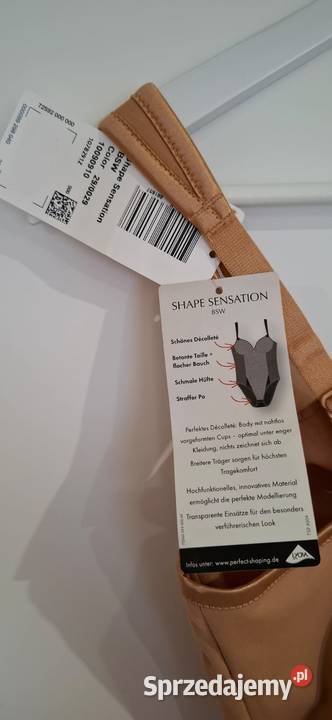 Shape Sensation
BSW
10090910
Color 29/0029
SHAPE SENSATION
BSW
Schönes Décolleté
Betonte Taille +
flacher Bauch
Schmale Hüfte
Straffer Po
Perfektes Décolleté: Body mit nahtlos
vorgeformten Cups - optimal unter enger
Kleidung, nichts zeichnet sich ab
Breitere Träger sorgen für höchsten
Tragekomfort
Hochfunktionelles, innovatives Material
ermöglicht die perfekte Modellierung
Transparente Einsätze für den besonders
verführerischen Look
Infos unter: www.perfect-shaping.de
Sprzedajemy.pl